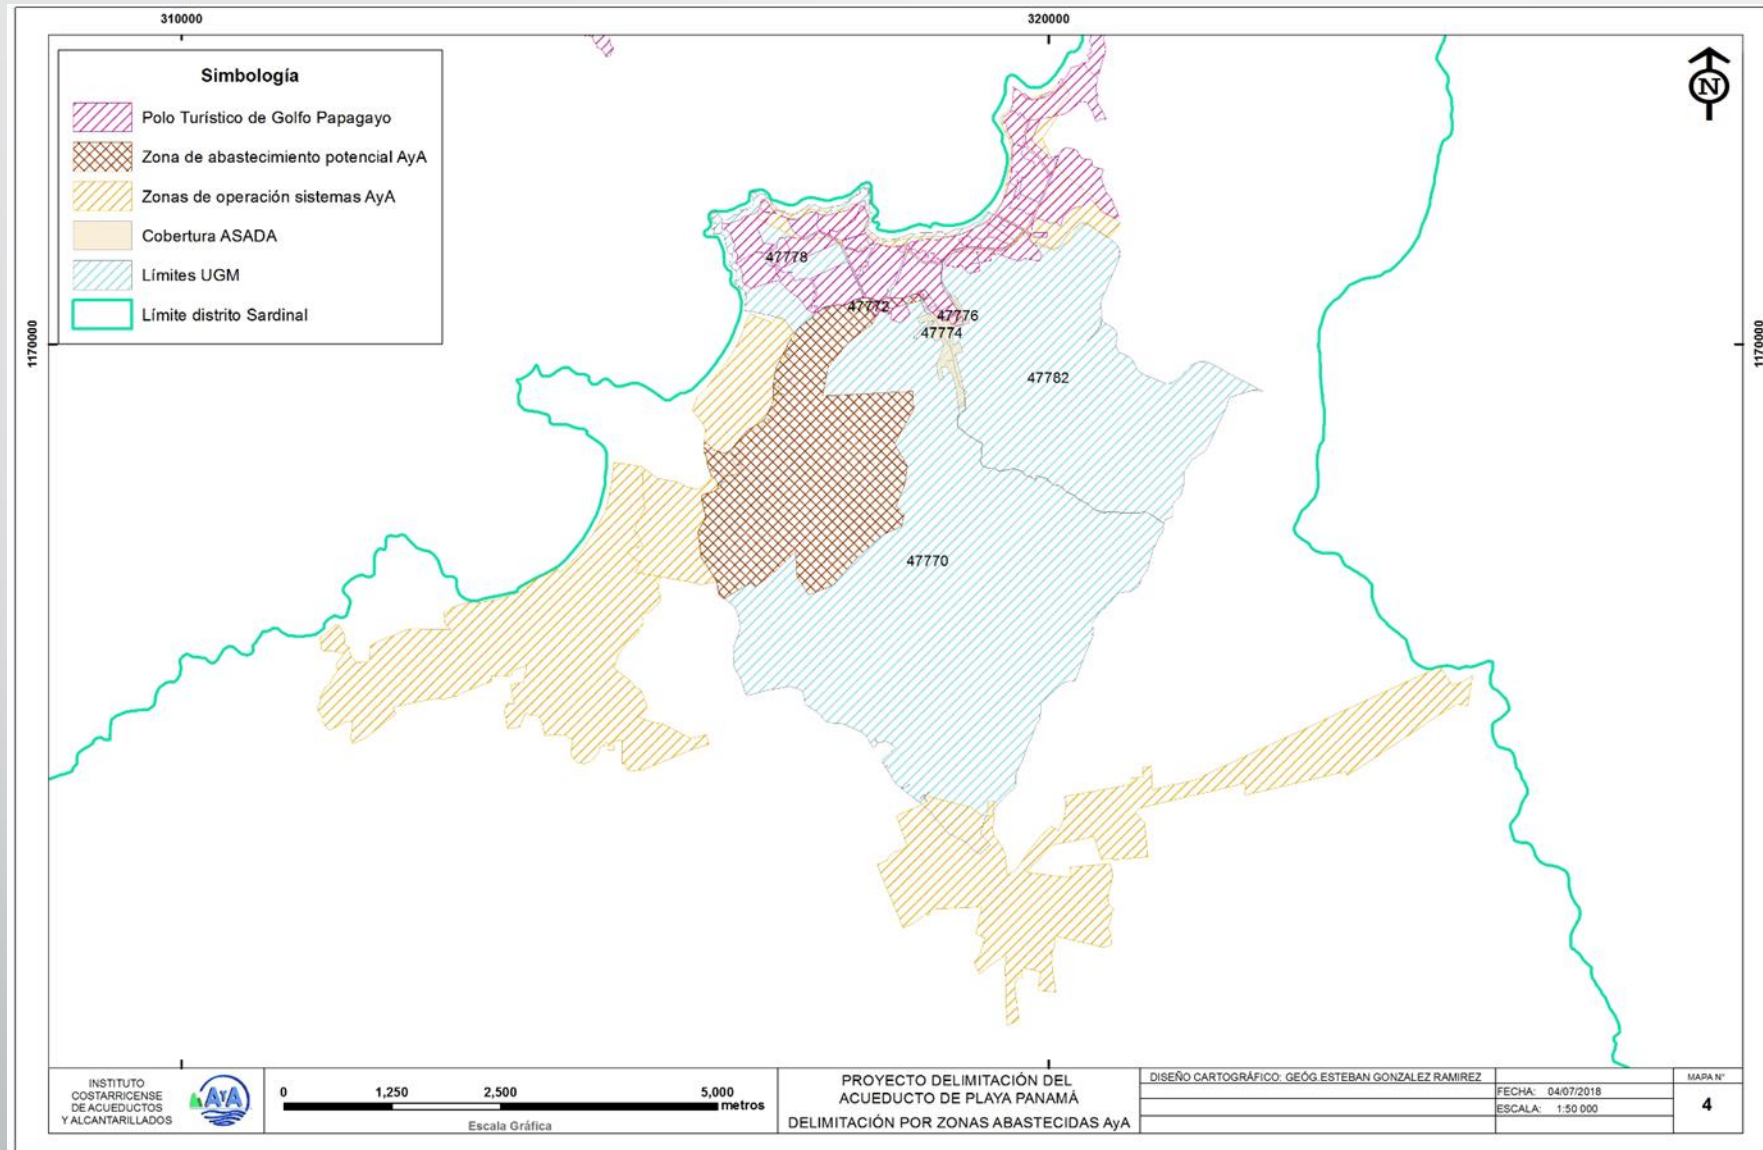 310000
320000
Simbología
Polo Turístico de Golfo Papagayo
Zona de abastecimiento potencial AyA
Zonas de operación sistemas AyA
Cobertura ASADA
Límites UGM
Límite distrito Sardinal
N
1170000
1170000
47778
47772
47776
47774
47782
47770
INSTITUTO
COSTARRICENSE
DE ACUEDUCTOS
Y ALCANTARILLADOS
AyA
0 1,250 2,500 5,000
metros
Escala Gráfica
PROYECTO DELIMITACIÓN DEL
ACUEDUCTO DE PLAYA PANAMÁ
DELIMITACIÓN POR ZONAS ABASTECIDAS AyA
DISEÑO CARTOGRÁFICO: GEÓG.ESTEBAN GONZALEZ RAMIREZ
FECHA: 04/07/2018
ESCALA: 1:50 000
MAPA N°
4